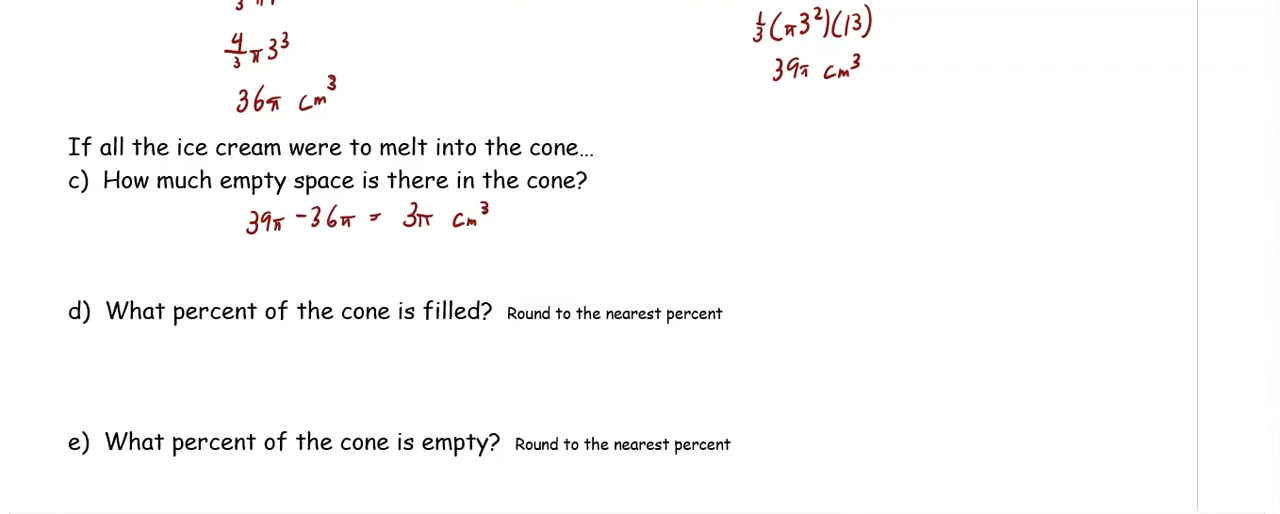 4/3 π 3³
1/3 (π3²)(13)
36π cm³
39π cm³
If all the ice cream were to melt into the cone...
c) How much empty space is there in the cone?
39π - 36π = 3π cm³
d) What percent of the cone is filled? Round to the nearest percent
e) What percent of the cone is empty? Round to the nearest percent